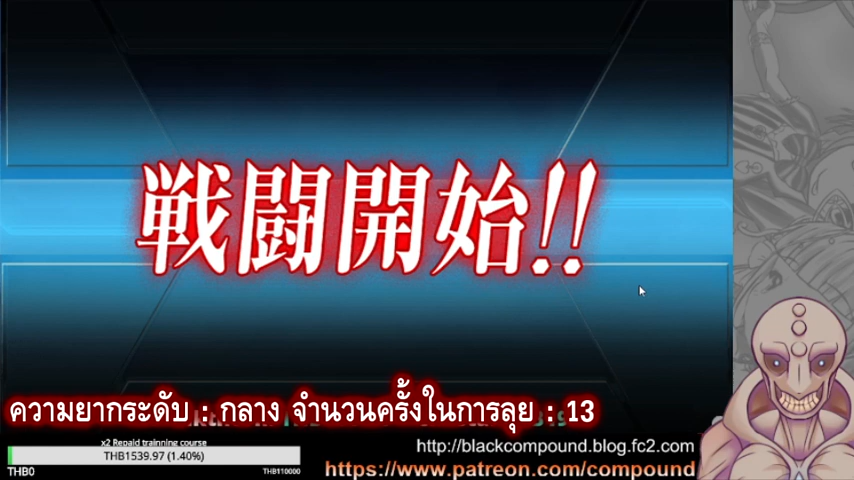 戦闘開始!!
ความยากระดับ : กลาง จำนวนครั้งในการลุย : 13
x2 Repaid trainning course
THB1539.97 (1.40%)
THB0
THB110000
http://blackcompound.blog.fc2.com
https://www.patreon.com/compound